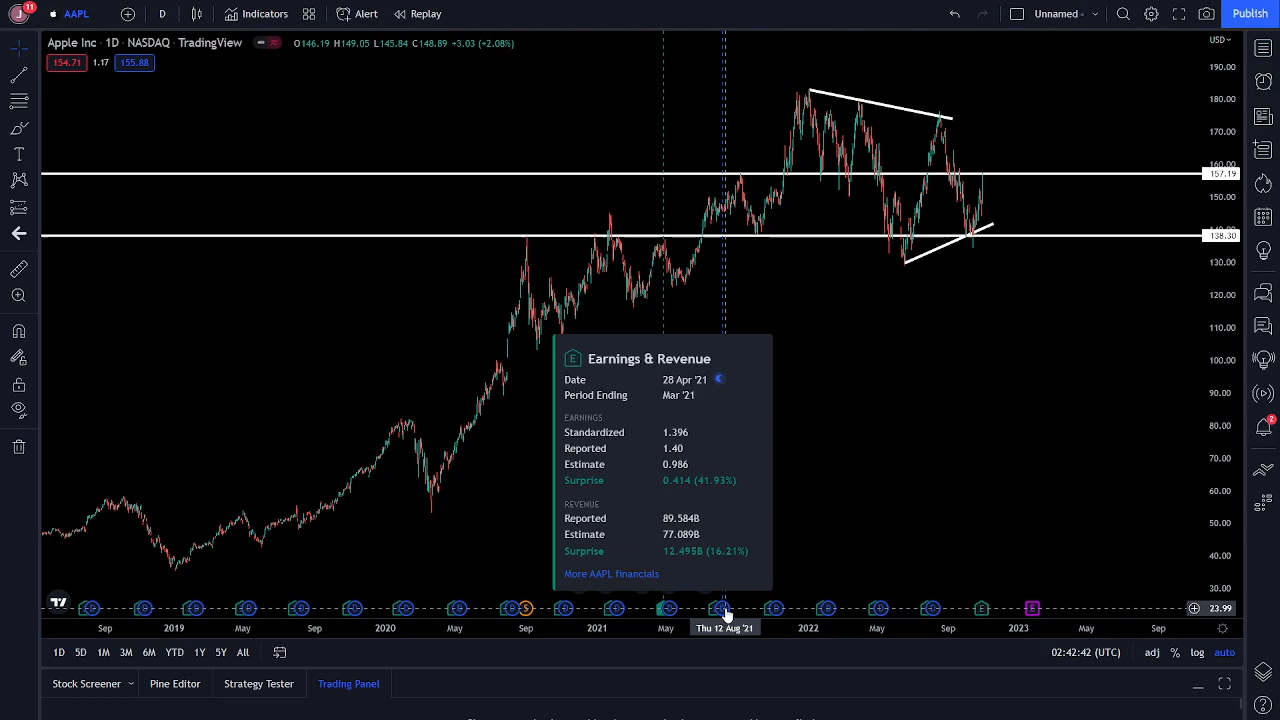 J 11 AAPL D Indicators Alert Replay Unnamed - Publish
Apple Inc · 1D · NASDAQ · TradingView O146.19 H149.05 L145.84 C148.89 +3.03 (+2.08%)
USD
154.71 1.17 155.88
190.00
180.00
170.00
160.00
157.19
150.00
138.30
130.00
120.00
110.00
100.00
90.00
80.00
70.00
60.00
50.00
40.00
30.00
23.99
E Earnings & Revenue
Date 28 Apr '21
Period Ending Mar '21
EARNINGS
Standardized 1.396
Reported 1.40
Estimate 0.986
Surprise 0.414 (41.93%)
REVENUE
Reported 89.584B
Estimate 77.089B
Surprise 12.495B (16.21%)
More AAPL financials
D D D D D D D D D S D D D D D D D E E
Sep 2019 May Sep 2020 May Sep 2021 May Thu 12 Aug '21 2022 May Sep 2023 May Sep
1D 5D 1M 3M 6M YTD 1Y 5Y All 02:42:42 (UTC) adj % log auto
Stock Screener Pine Editor Strategy Tester Trading Panel
2